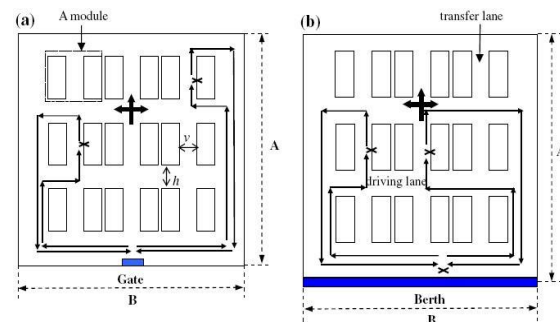 (a)
A module
A
v
h
Gate
B
(b)
transfer lane
driving lane
Berth